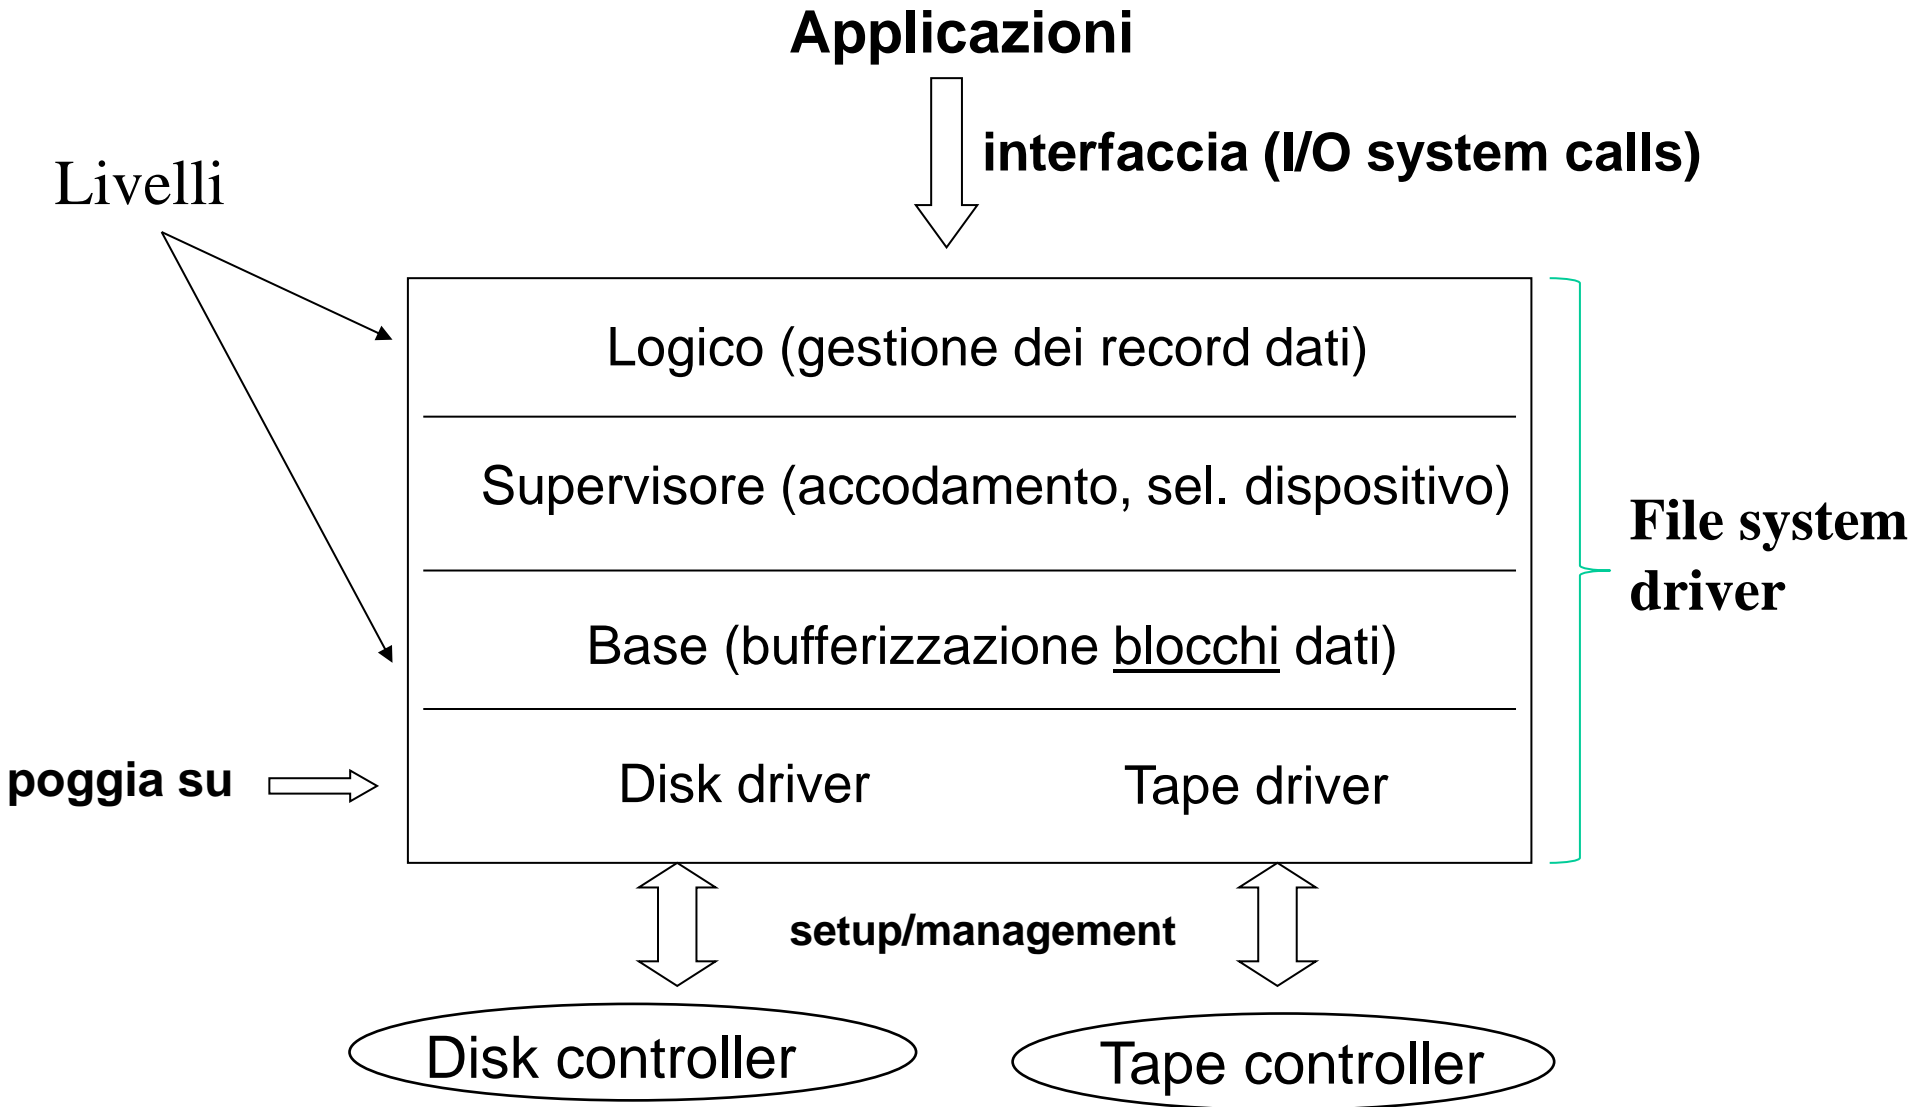 Applicazioni
interfaccia (I/O system calls)
Livelli
Logico (gestione dei record dati)
Supervisore (accodamento, sel. dispositivo)
File system
driver
Base (bufferizzazione blocchi dati)
poggia su
Disk driver
Tape driver
setup/management
Disk controller
Tape controller